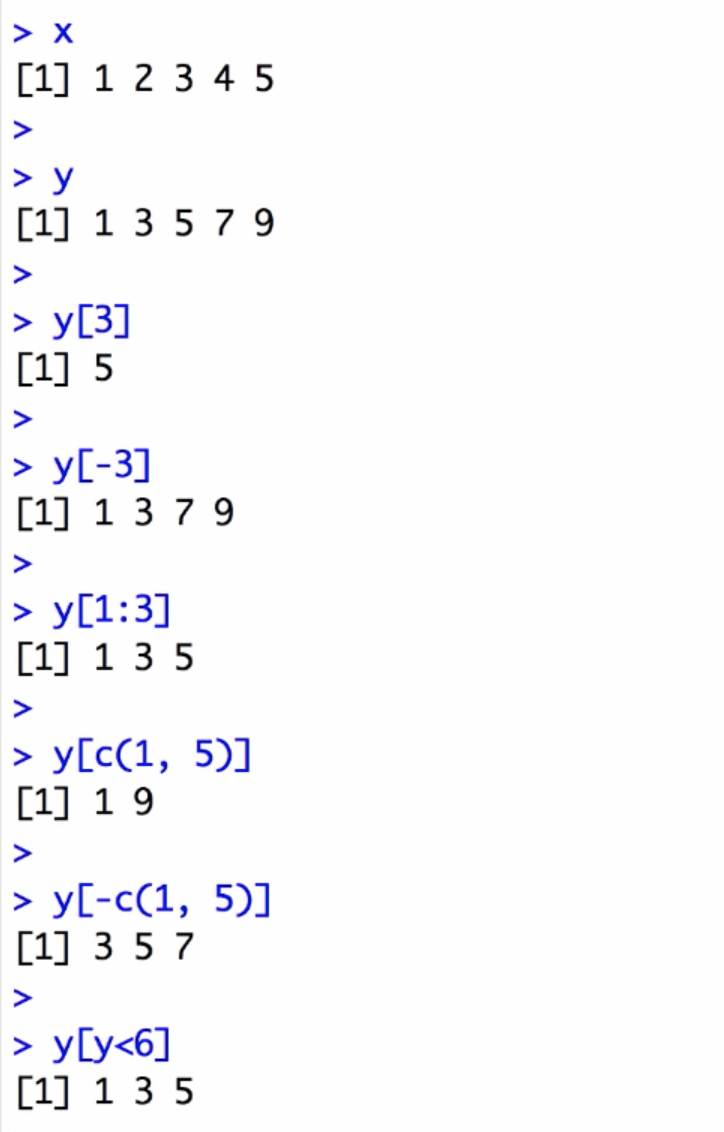 > x
[1] 1 2 3 4 5
>
> y
[1] 1 3 5 7 9
>
> y[3]
[1] 5
>
> y[-3]
[1] 1 3 7 9
>
> y[1:3]
[1] 1 3 5
>
> y[c(1, 5)]
[1] 1 9
>
> y[-c(1, 5)]
[1] 3 5 7
>
> y[y<6]
[1] 1 3 5